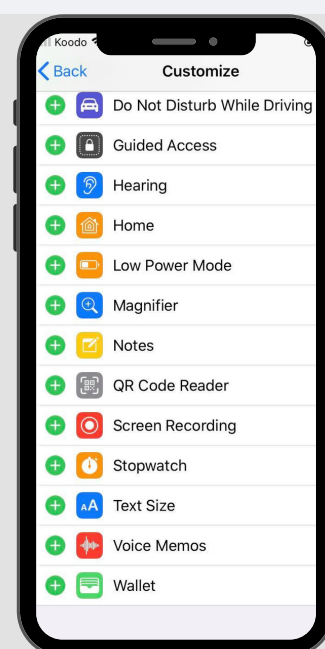 Koodo
Back
Customize
Do Not Disturb While Driving
Guided Access
Hearing
Home
Low Power Mode
Magnifier
Notes
QR Code Reader
Screen Recording
Stopwatch
AA Text Size
Voice Memos
Wallet